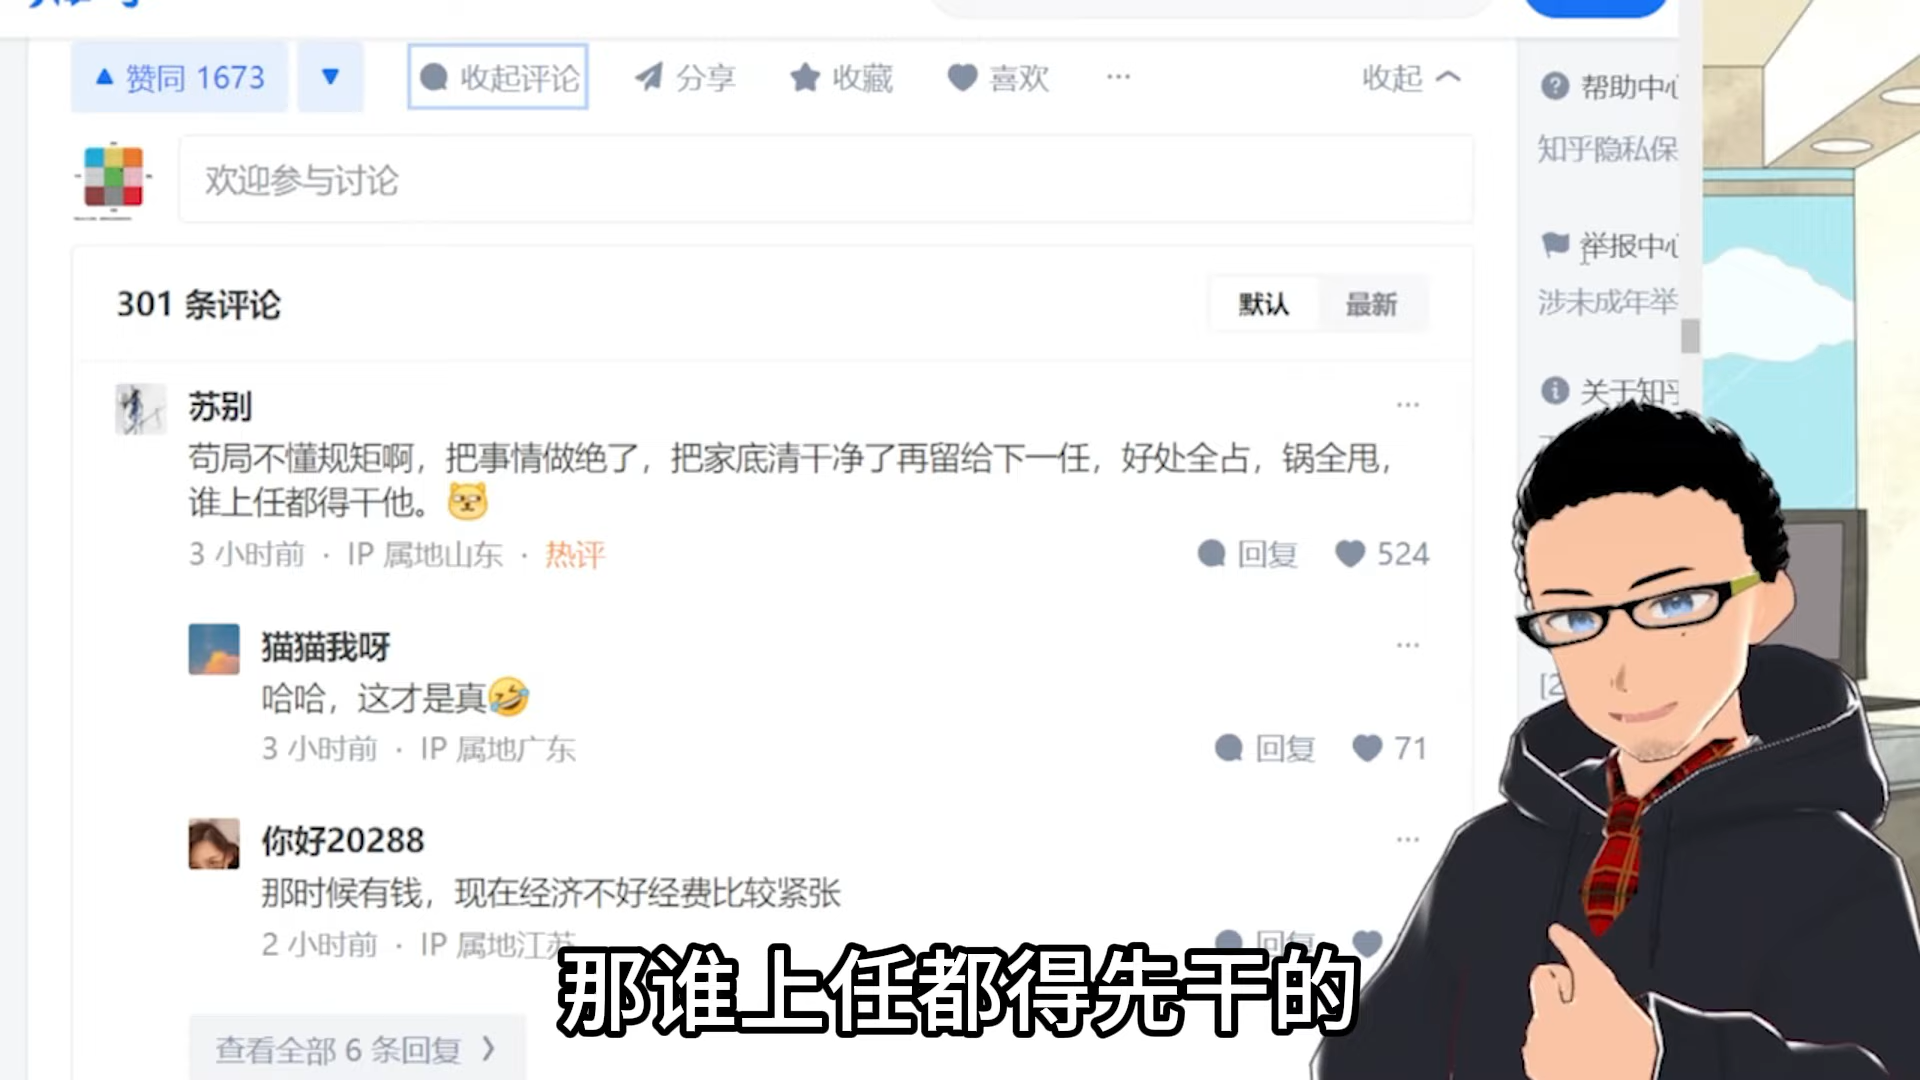 赞同 1673
收起评论
分享
收藏
喜欢
收起
欢迎参与讨论
301 条评论
默认
最新
苏别
苟局不懂规矩啊，把事情做绝了，把家底清干净了再留给下一任，好处全占，锅全甩，
谁上任都得干他。
3 小时前 · IP 属地山东 · 热评
回复
524
猫猫我呀
哈哈，这才是真🤣
3 小时前 · IP 属地广东
回复
71
你好20288
那时候有钱，现在经济不好经费比较紧张
2 小时前 · IP 属地江苏
回复
查看全部 6 条回复
帮助中心
知乎隐私保
举报中心
涉未成年举
关于知乎
那谁上任都得先干的